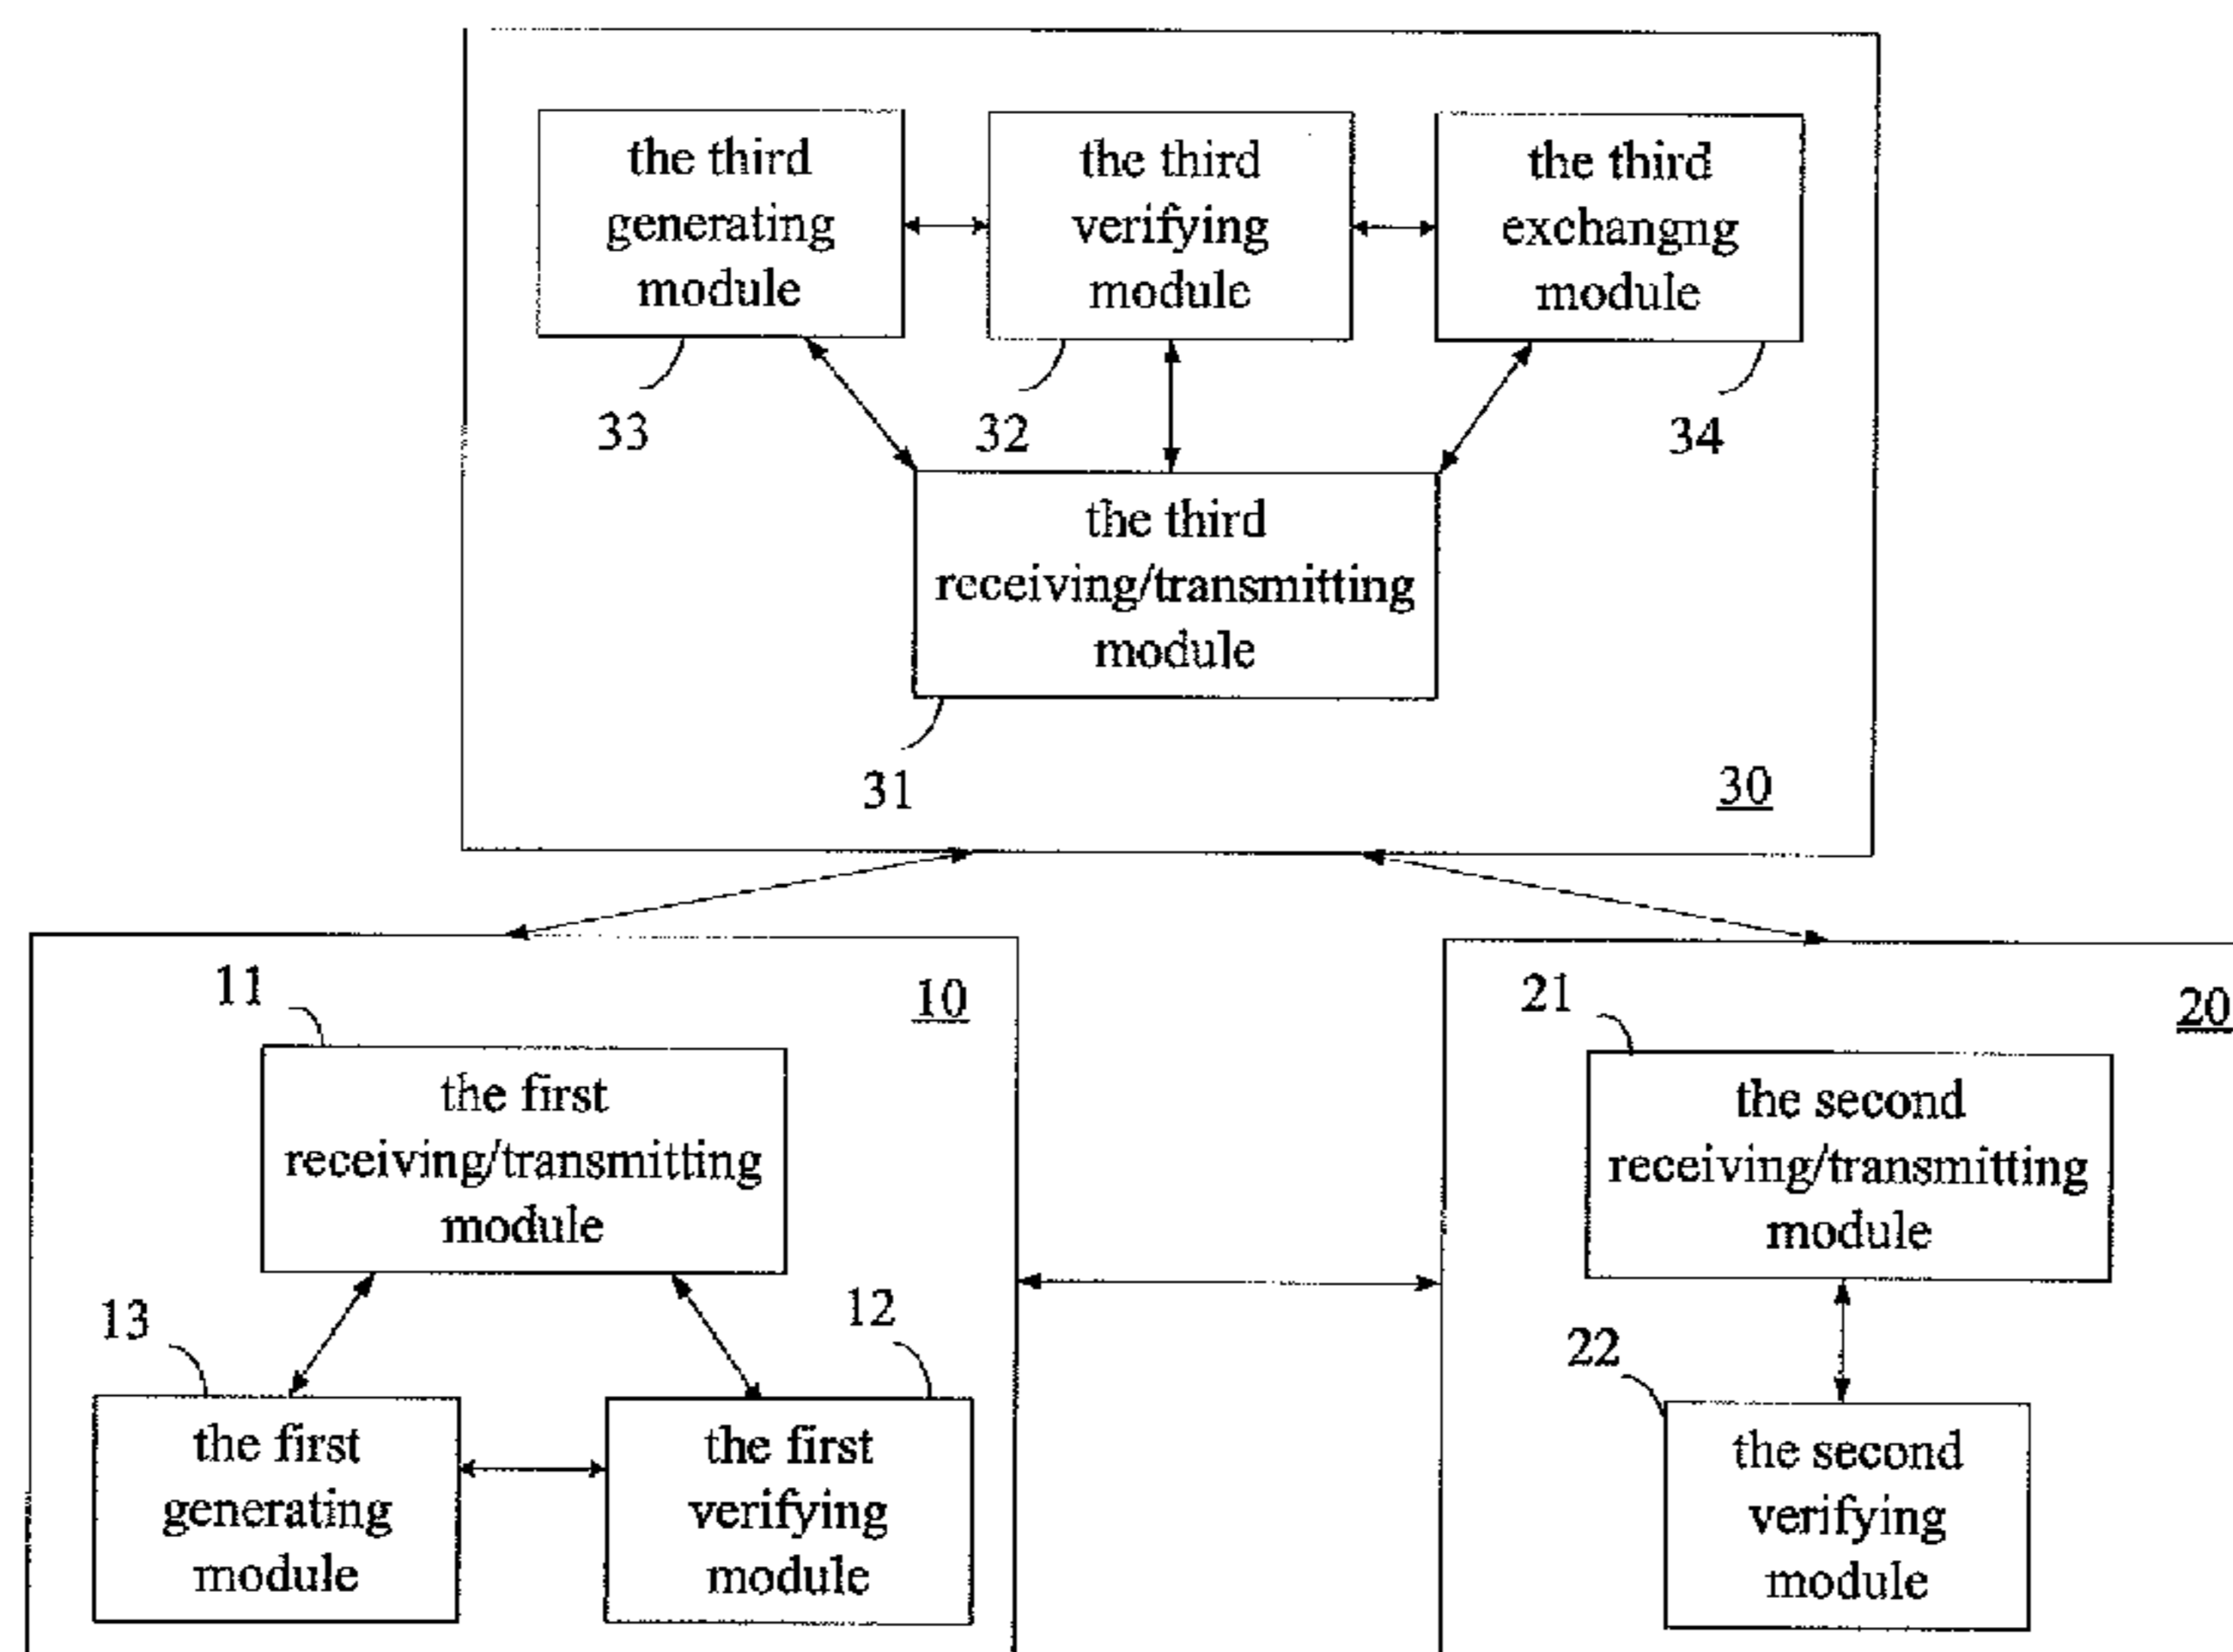 the third
generating
module
the third
verifying
module
the third
exchangng
module
33
32
34
the third
receiving/transmitting
module
31
30
11
10
the first
receiving/transmitting
module
13
12
the first
generating
module
the first
verifying
module
21
20
the second
receiving/transmitting
module
22
the second
verifying
module